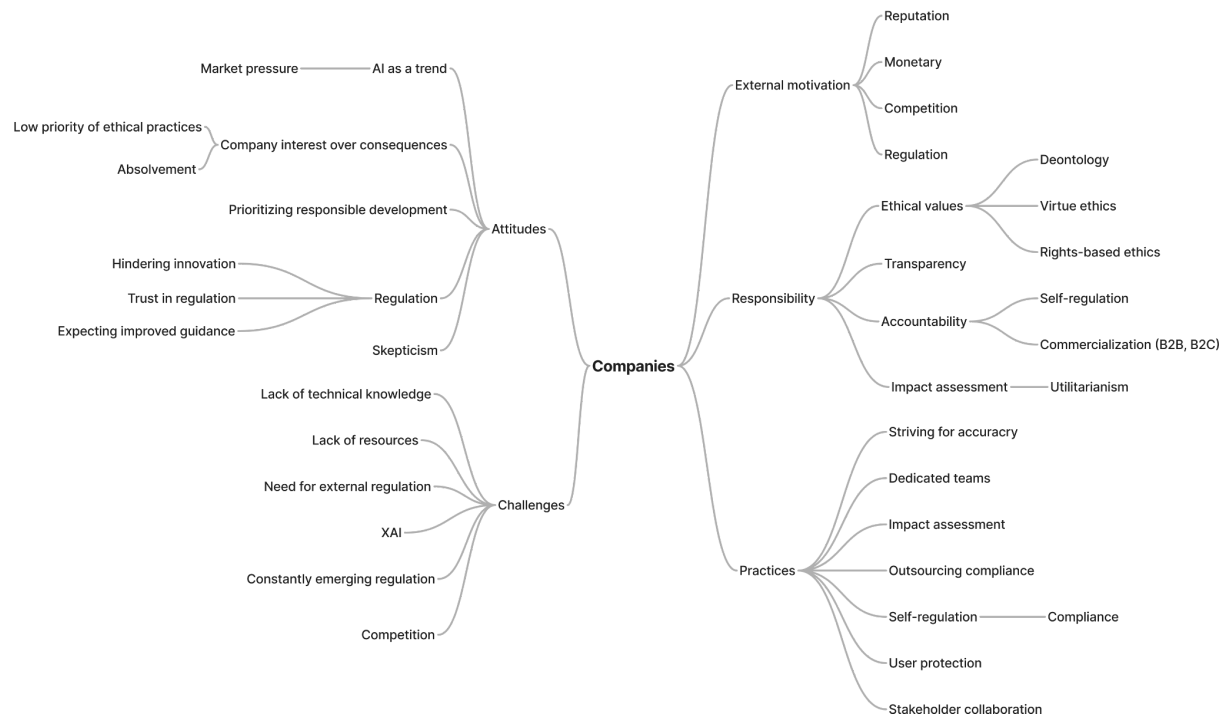 Companies
Attitudes
AI as a trend
Market pressure
Company interest over consequences
Low priority of ethical practices
Absolvement
Prioritizing responsible development
Regulation
Hindering innovation
Trust in regulation
Expecting improved guidance
Skepticism
Challenges
Lack of technical knowledge
Lack of resources
Need for external regulation
XAI
Constantly emerging regulation
Competition
External motivation
Reputation
Monetary
Competition
Regulation
Responsibility
Ethical values
Deontology
Virtue ethics
Rights-based ethics
Transparency
Accountability
Self-regulation
Commercialization (B2B, B2C)
Impact assessment
Utilitarianism
Practices
Striving for accuracry
Dedicated teams
Impact assessment
Outsourcing compliance
Self-regulation
Compliance
User protection
Stakeholder collaboration